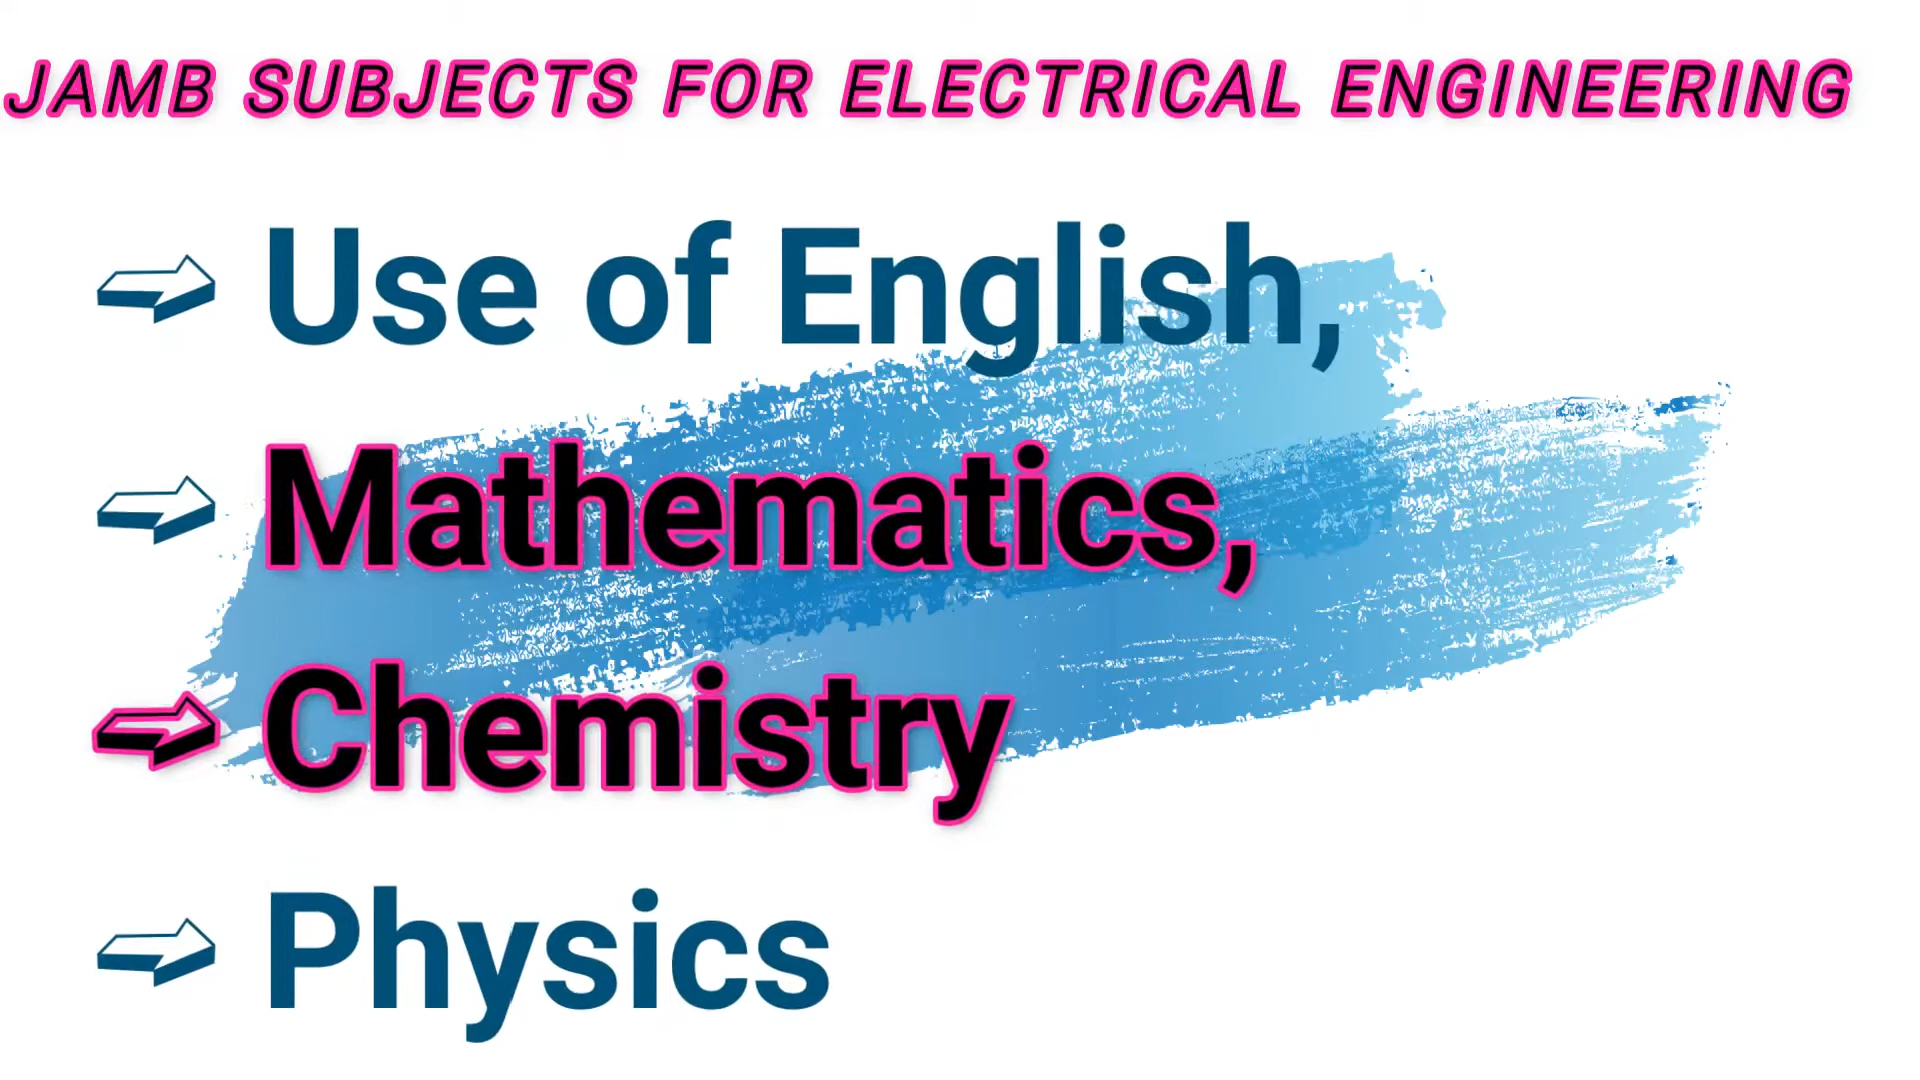 JAMB SUBJECTS FOR ELECTRICAL ENGINEERING
➩ Use of English,
➩ Mathematics,
➩ Chemistry
➩ Physics